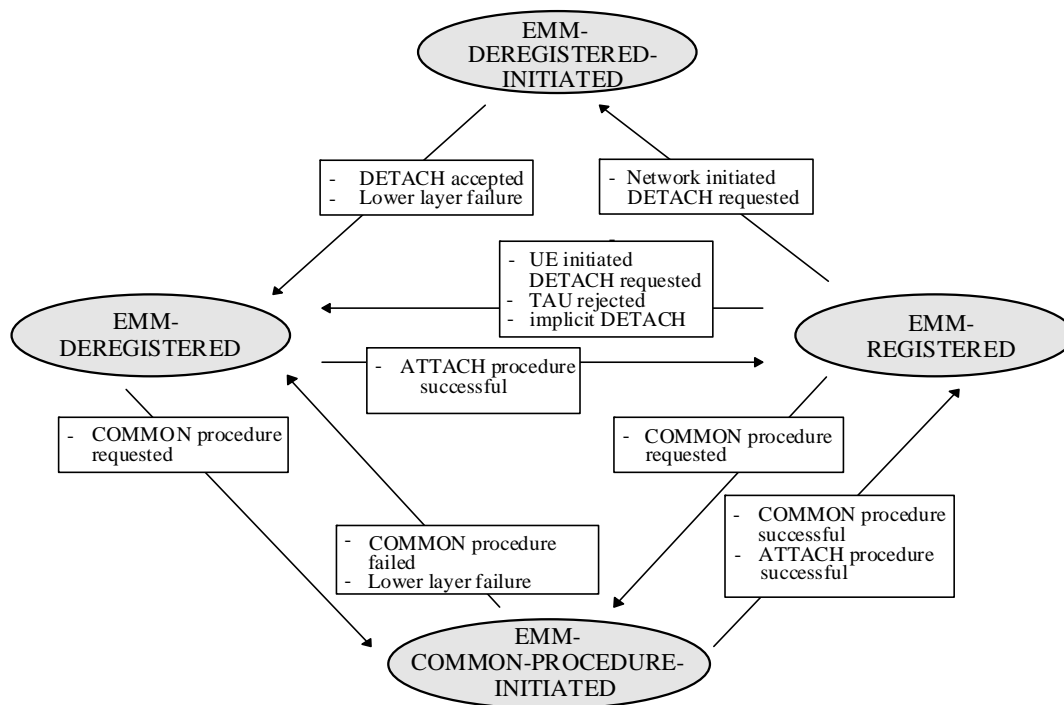 EMM-
DEREGISTERED-
INITIATED
- DETACH accepted
- Lower layer failure
- Network initiated
DETACH requested
- UE initiated
DETACH requested
- TAU rejected
- implicit DETACH
EMM-
DEREGISTERED
EMM-
REGISTERED
- ATTACH procedure
successful
- COMMON procedure
requested
- COMMON procedure
requested
- COMMON procedure
failed
- Lower layer failure
- COMMON procedure
successful
- ATTACH procedure
successful
EMM-
COMMON-PROCEDURE-
INITIATED